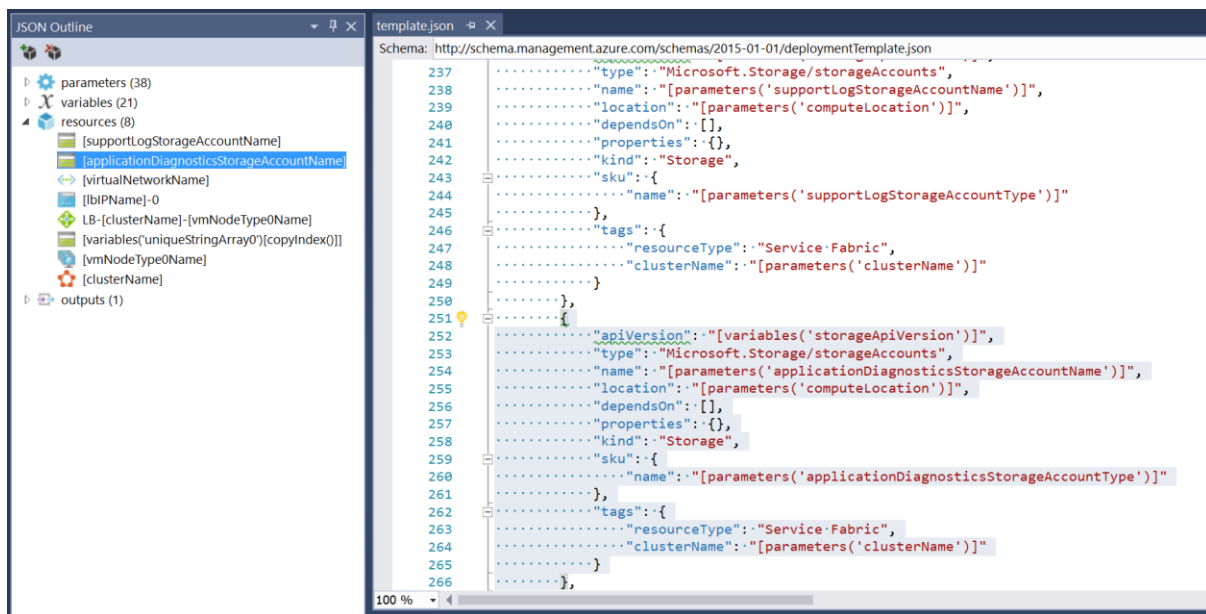 JSON Outline
parameters (38)
variables (21)
resources (8)
[supportLogStorageAccountName]
[applicationDiagnosticsStorageAccountName]
[virtualNetworkName]
[lbIPName]-0
LB-[clusterName]-[vmNodeType0Name]
[variables('uniqueStringArray0')[copyIndex()]]
[vmNodeType0Name]
[clusterName]
outputs (1)
template.json
Schema: http://schema.management.azure.com/schemas/2015-01-01/deploymentTemplate.json
237 "type": "Microsoft.Storage/storageAccounts",
238 "name": "[parameters('supportLogStorageAccountName')]",
239 "location": "[parameters('computeLocation')]",
240 "dependsOn": [],
241 "properties": {},
242 "kind": "Storage",
243 "sku": {
244 "name": "[parameters('supportLogStorageAccountType')]"
245 },
246 "tags": {
247 "resourceType": "Service Fabric",
248 "clusterName": "[parameters('clusterName')]"
249 }
250 },
251 {
252 "apiVersion": "[variables('storageApiVersion')]",
253 "type": "Microsoft.Storage/storageAccounts",
254 "name": "[parameters('applicationDiagnosticsStorageAccountName')]",
255 "location": "[parameters('computeLocation')]",
256 "dependsOn": [],
257 "properties": {},
258 "kind": "Storage",
259 "sku": {
260 "name": "[parameters('applicationDiagnosticsStorageAccountType')]"
261 },
262 "tags": {
263 "resourceType": "Service Fabric",
264 "clusterName": "[parameters('clusterName')]"
265 }
266 },
100 %